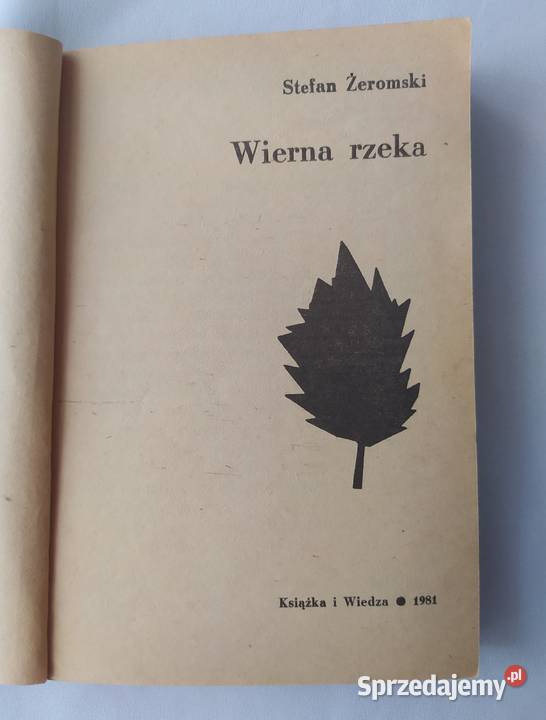 Stefan Żeromski
Wierna rzeka
Książka i Wiedza ● 1981
Sprzedajemy.pl